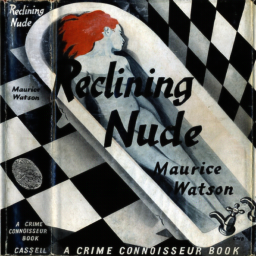 Reclining
Nude
Maurice
Watson
A CRIME
CONNOISSEUR
BOOK
CASSELL
Reclining
Nude
Maurice
Watson
A CRIME CONNOISSEUR BOOK